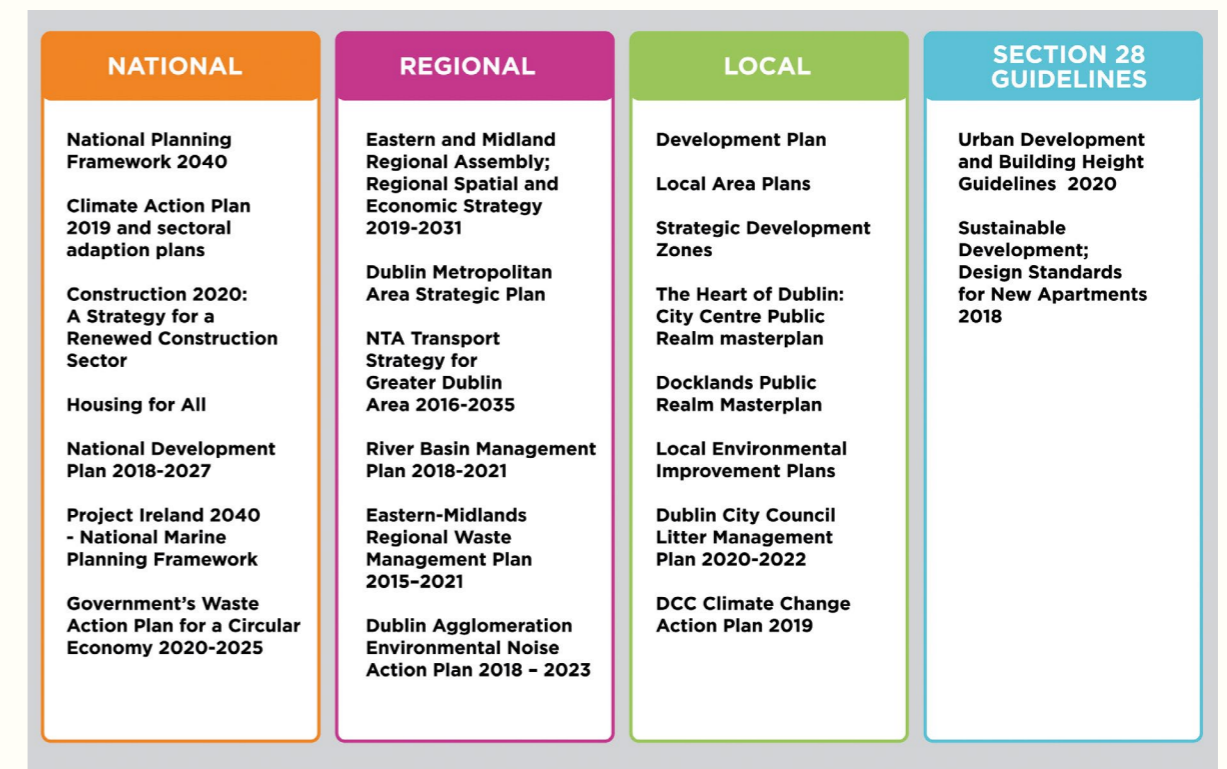 NATIONAL
National Planning
Framework 2040
Climate Action Plan
2019 and sectoral
adaption plans
Construction 2020:
A Strategy for a
Renewed Construction
Sector
Housing for All
National Development
Plan 2018-2027
Project Ireland 2040
- National Marine
Planning Framework
Government’s Waste
Action Plan for a Circular
Economy 2020-2025
REGIONAL
Eastern and Midland
Regional Assembly;
Regional Spatial and
Economic Strategy
2019-2031
Dublin Metropolitan
Area Strategic Plan
NTA Transport
Strategy for
Greater Dublin
Area 2016-2035
River Basin Management
Plan 2018-2021
Eastern-Midlands
Regional Waste
Management Plan
2015–2021
Dublin Agglomeration
Environmental Noise
Action Plan 2018 – 2023
LOCAL
Development Plan
Local Area Plans
Strategic Development
Zones
The Heart of Dublin:
City Centre Public
Realm masterplan
Docklands Public
Realm Masterplan
Local Environmental
Improvement Plans
Dublin City Council
Litter Management
Plan 2020-2022
DCC Climate Change
Action Plan 2019
SECTION 28
GUIDELINES
Urban Development
and Building Height
Guidelines 2020
Sustainable
Development;
Design Standards
for New Apartments
2018